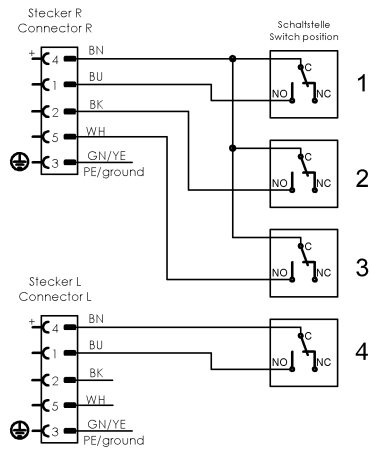 Stecker R
Connector R
Schaltstelle
Switch position
+
4 BN
1 BU
2 BK
5 WH
3 GN/YE
PE/ground
C
NO NC
1
C
NO NC
2
C
NO NC
3
Stecker L
Connector L
+
4 BN
1 BU
2 BK
5 WH
3 GN/YE
PE/ground
C
NO NC
4